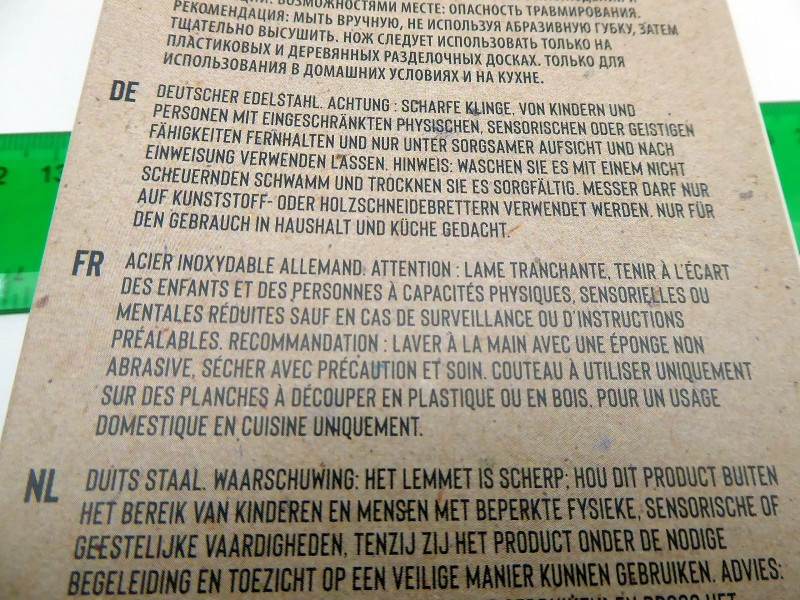 ВОЗМОЖНОСТЯМИ МЕСТЕ: ОПАСНОСТЬ ТРАВМИРОВАНИЯ.
РЕКОМЕНДАЦИЯ: МЫТЬ ВРУЧНУЮ, НЕ ИСПОЛЬЗУЯ АБРАЗИВНУЮ ГУБКУ, ЗАТЕМ
ТЩАТЕЛЬНО ВЫСУШИТЬ. НОЖ СЛЕДУЕТ ИСПОЛЬЗОВАТЬ ТОЛЬКО НА
ПЛАСТИКОВЫХ И ДЕРЕВЯННЫХ РАЗДЕЛОЧНЫХ ДОСКАХ. ТОЛЬКО ДЛЯ
ИСПОЛЬЗОВАНИЯ В ДОМАШНИХ УСЛОВИЯХ И НА КУХНЕ.
DE DEUTSCHER EDELSTAHL. ACHTUNG : SCHARFE KLINGE, VON KINDERN UND
PERSONEN MIT EINGESCHRÄNKTEN PHYSISCHEN, SENSORISCHEN ODER GEISTIGEN
FÄHIGKEITEN FERNHALTEN UND NUR UNTER SORGSAMER AUFSICHT UND NACH
EINWEISUNG VERWENDEN LASSEN. HINWEIS: WASCHEN SIE ES MIT EINEM NICHT
SCHEUERNDEN SCHWAMM UND TROCKNEN SIE ES SORGFÄLTIG. MESSER DARF NUR
AUF KUNSTSTOFF- ODER HOLZSCHNEIDEBRETTERN VERWENDET WERDEN. NUR FÜR
DEN GEBRAUCH IN HAUSHALT UND KÜCHE GEDACHT.
FR ACIER INOXYDABLE ALLEMAND. ATTENTION : LAME TRANCHANTE, TENIR À L'ÉCART
DES ENFANTS ET DES PERSONNES À CAPACITÉS PHYSIQUES, SENSORIELLES OU
MENTALES RÉDUITES SAUF EN CAS DE SURVEILLANCE OU D'INSTRUCTIONS
PRÉALABLES. RECOMMANDATION : LAVER À LA MAIN AVEC UNE ÉPONGE NON
ABRASIVE, SÉCHER AVEC PRÉCAUTION ET SOIN. COUTEAU À UTILISER UNIQUEMENT
SUR DES PLANCHES À DÉCOUPER EN PLASTIQUE OU EN BOIS. POUR UN USAGE
DOMESTIQUE EN CUISINE UNIQUEMENT.
NL DUITS STAAL. WAARSCHUWING: HET LEMMET IS SCHERP; HOU DIT PRODUCT BUITEN
HET BEREIK VAN KINDEREN EN MENSEN MET BEPERKTE FYSIEKE, SENSORISCHE OF
GEESTELIJKE VAARDIGHEDEN, TENZIJ ZIJ HET PRODUCT ONDER DE NODIGE
BEGELEIDING EN TOEZICHT OP EEN VEILIGE MANIER KUNNEN GEBRUIKEN. ADVIES: